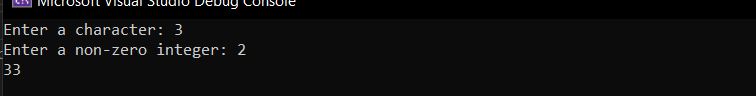 Microsoft Visual Studio Debug Console
Enter a character: 3
Enter a non-zero integer: 2
33